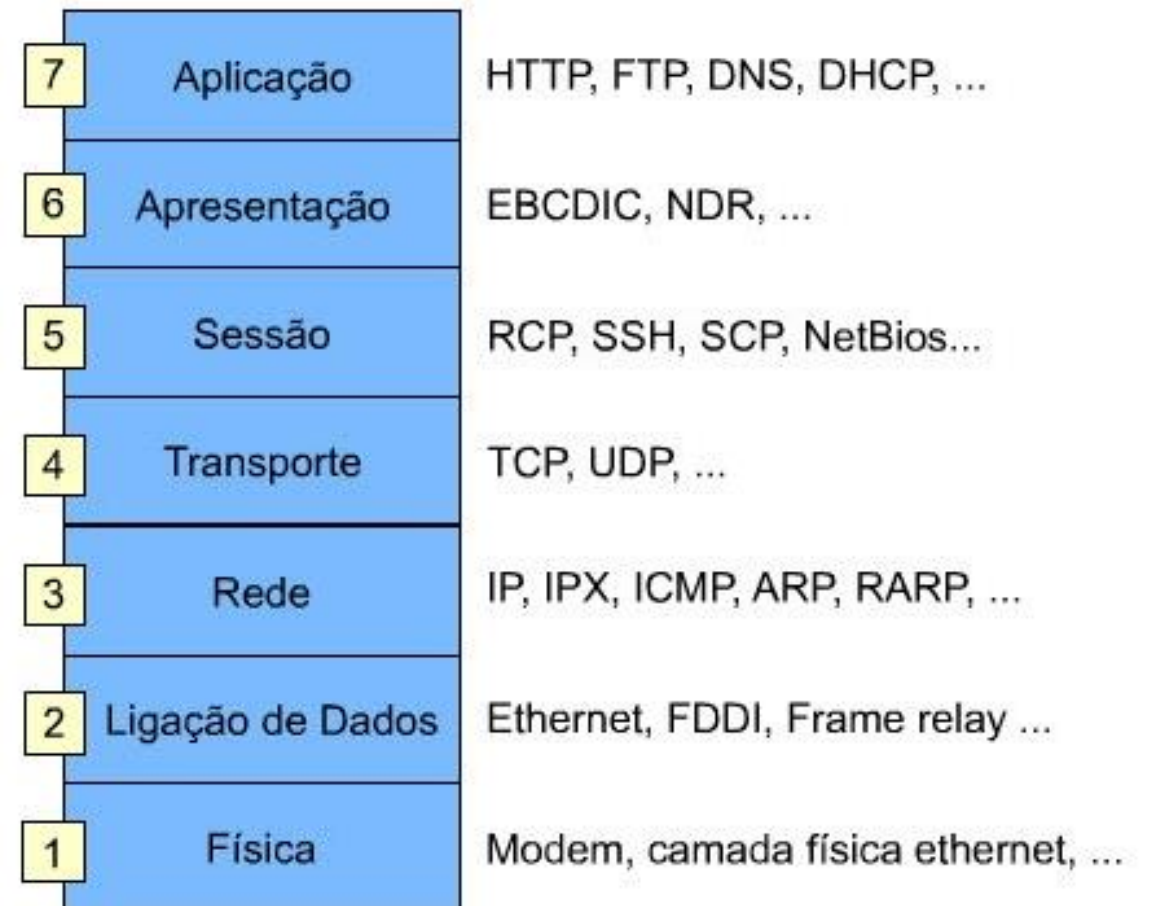 7 Aplicação HTTP, FTP, DNS, DHCP, ...
6 Apresentação EBCDIC, NDR, ...
5 Sessão RCP, SSH, SCP, NetBios...
4 Transporte TCP, UDP, ...
3 Rede IP, IPX, ICMP, ARP, RARP, ...
2 Ligação de Dados Ethernet, FDDI, Frame relay ...
1 Física Modem, camada física ethernet, ...